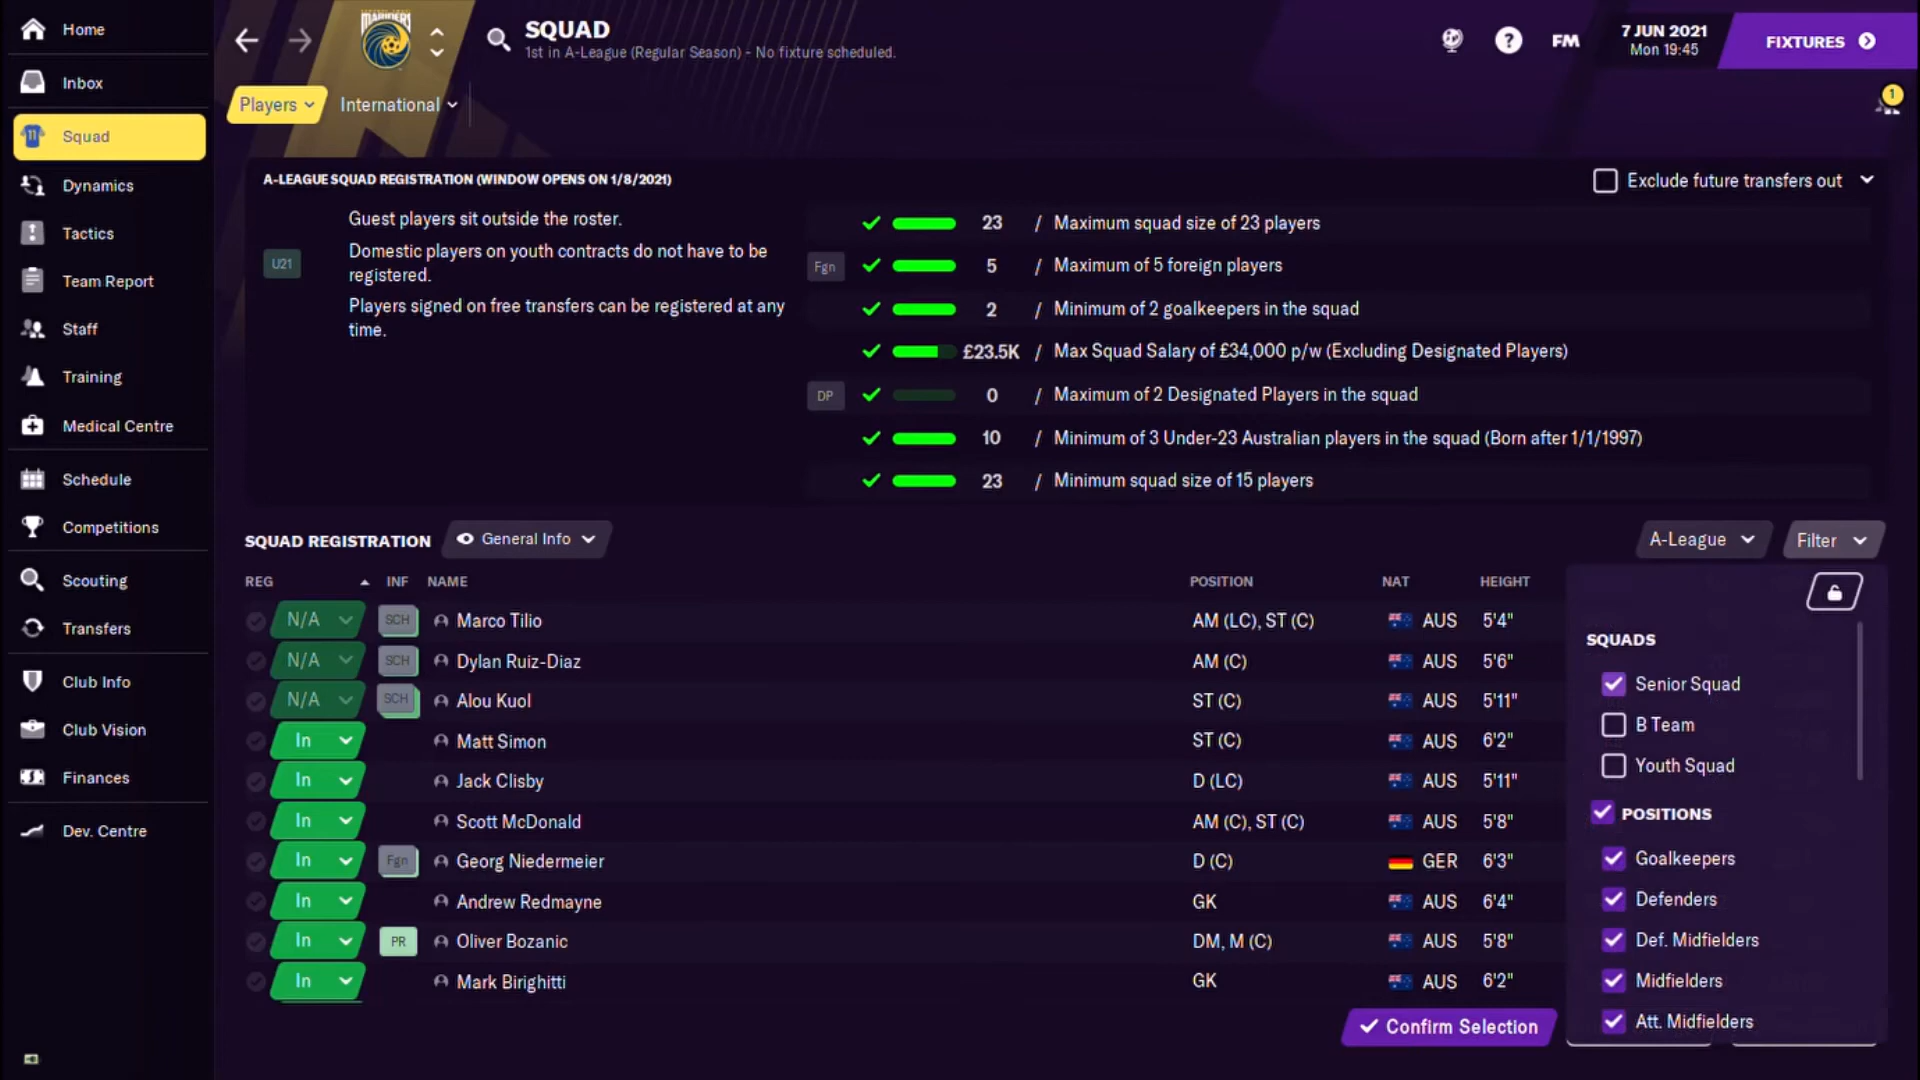 Home
Inbox
Squad
Dynamics
Tactics
Team Report
Staff
Training
Medical Centre
Schedule
Competitions
Scouting
Transfers
Club Info
Club Vision
Finances
Dev. Centre
MARINERS
SQUAD
1st in A-League (Regular Season) - No fixture scheduled.
?
FM
7 JUN 2021
Mon 19:45
FIXTURES
Players
International
1
A-LEAGUE SQUAD REGISTRATION (WINDOW OPENS ON 1/8/2021)
Exclude future transfers out
Guest players sit outside the roster.
U21
Domestic players on youth contracts do not have to be
registered.
Players signed on free transfers can be registered at any
time.
23 / Maximum squad size of 23 players
Fgn 5 / Maximum of 5 foreign players
2 / Minimum of 2 goalkeepers in the squad
£23.5K / Max Squad Salary of £34,000 p/w (Excluding Designated Players)
DP 0 / Maximum of 2 Designated Players in the squad
10 / Minimum of 3 Under-23 Australian players in the squad (Born after 1/1/1997)
23 / Minimum squad size of 15 players
SQUAD REGISTRATION
General Info
A-League
Filter
REG INF NAME POSITION NAT HEIGHT
N/A SCH Marco Tilio AM (LC), ST (C) AUS 5'4"
N/A SCH Dylan Ruiz-Diaz AM (C) AUS 5'6"
N/A SCH Alou Kuol ST (C) AUS 5'11"
In Matt Simon ST (C) AUS 6'2"
In Jack Clisby D (LC) AUS 5'11"
In Scott McDonald AM (C), ST (C) AUS 5'8"
In Fgn Georg Niedermeier D (C) GER 6'3"
In Andrew Redmayne GK AUS 6'4"
In PR Oliver Bozanic DM, M (C) AUS 5'8"
In Mark Birighitti GK AUS 6'2"
SQUADS
Senior Squad
B Team
Youth Squad
POSITIONS
Goalkeepers
Defenders
Def. Midfielders
Midfielders
Att. Midfielders
Confirm Selection